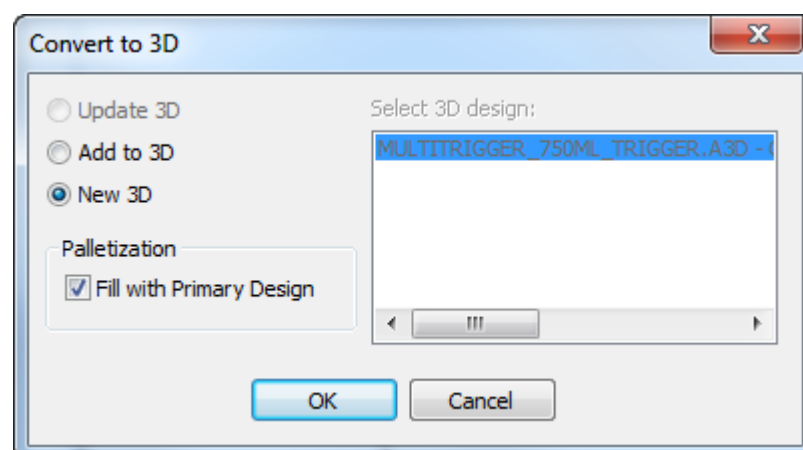 Convert to 3D
Update 3D
Add to 3D
New 3D
Palletization
Fill with Primary Design
Select 3D design:
MULTITRIGGER_750ML_TRIGGER.A3D - (
OK
Cancel